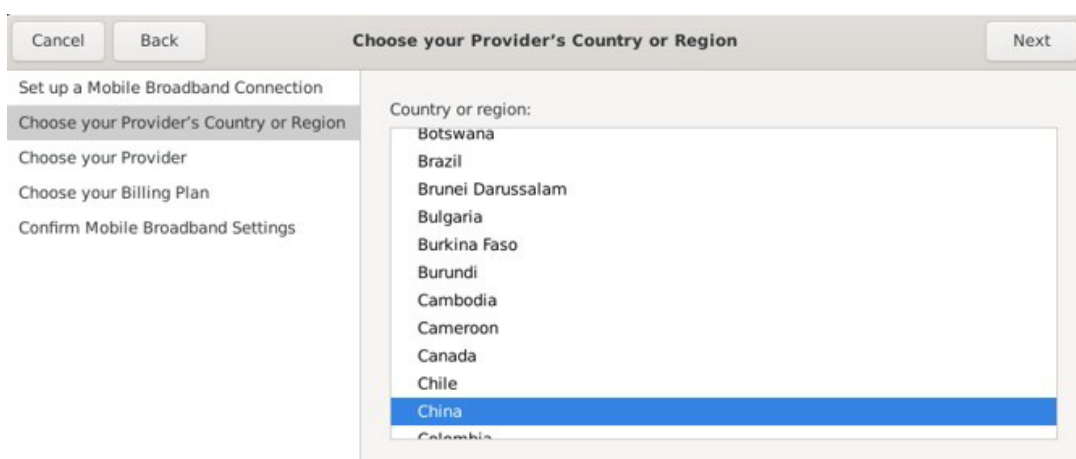 Cancel Back Choose your Provider’s Country or Region Next
Set up a Mobile Broadband Connection
Choose your Provider’s Country or Region
Choose your Provider
Choose your Billing Plan
Confirm Mobile Broadband Settings
Country or region:
Botswana
Brazil
Brunei Darussalam
Bulgaria
Burkina Faso
Burundi
Cambodia
Cameroon
Canada
Chile
China
Colombia